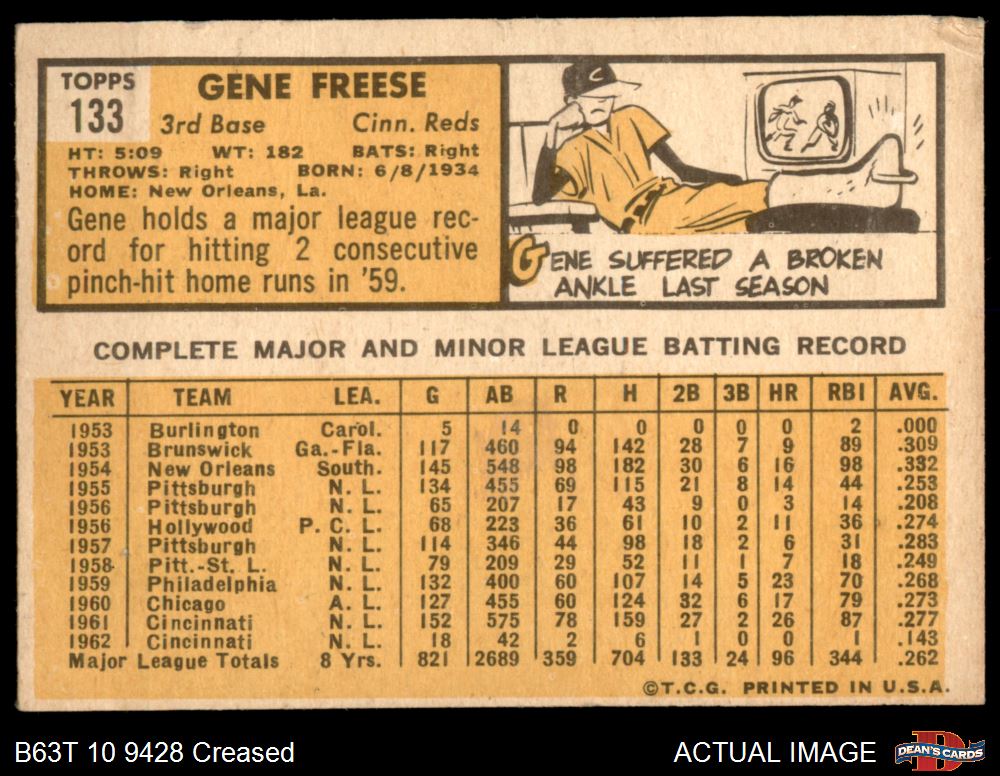 TOPPS
133
GENE FREESE
3rd Base Cinn. Reds
HT: 5:09 WT: 182 BATS: Right
THROWS: Right BORN: 6/8/1934
HOME: New Orleans, La.
Gene holds a major league rec-
ord for hitting 2 consecutive
pinch-hit home runs in '59.
C
GENE SUFFERED A BROKEN
ANKLE LAST SEASON
COMPLETE MAJOR AND MINOR LEAGUE BATTING RECORD
YEAR TEAM LEA. G AB R H 2B 3B HR RBI AVG.
1953 Burlington Carol. 5 14 0 0 0 0 0 2 .000
1953 Brunswick Ga.-Fla. 117 460 94 142 28 7 9 89 .309
1954 New Orleans South. 145 548 98 182 30 6 16 98 .332
1955 Pittsburgh N. L. 134 455 69 115 21 8 14 44 .253
1956 Pittsburgh N. L. 65 207 17 43 9 0 3 14 .208
1956 Hollywood P. C. L. 68 223 36 61 10 2 11 36 .274
1957 Pittsburgh N. L. 114 346 44 98 18 2 6 31 .283
1958 Pitt.-St. L. N. L. 79 209 29 52 11 1 7 18 .249
1959 Philadelphia N. L. 132 400 60 107 14 5 23 70 .268
1960 Chicago A. L. 127 455 60 124 32 6 17 79 .273
1961 Cincinnati N. L. 152 575 78 159 27 2 26 87 .277
1962 Cincinnati N. L. 18 42 2 6 1 0 0 1 .143
Major League Totals 8 Yrs. 821 2689 359 704 133 24 96 344 .262
©T.C.G. PRINTED IN U.S.A.
B63T 10 9428 Creased ACTUAL IMAGE
DEAN'S CARDS